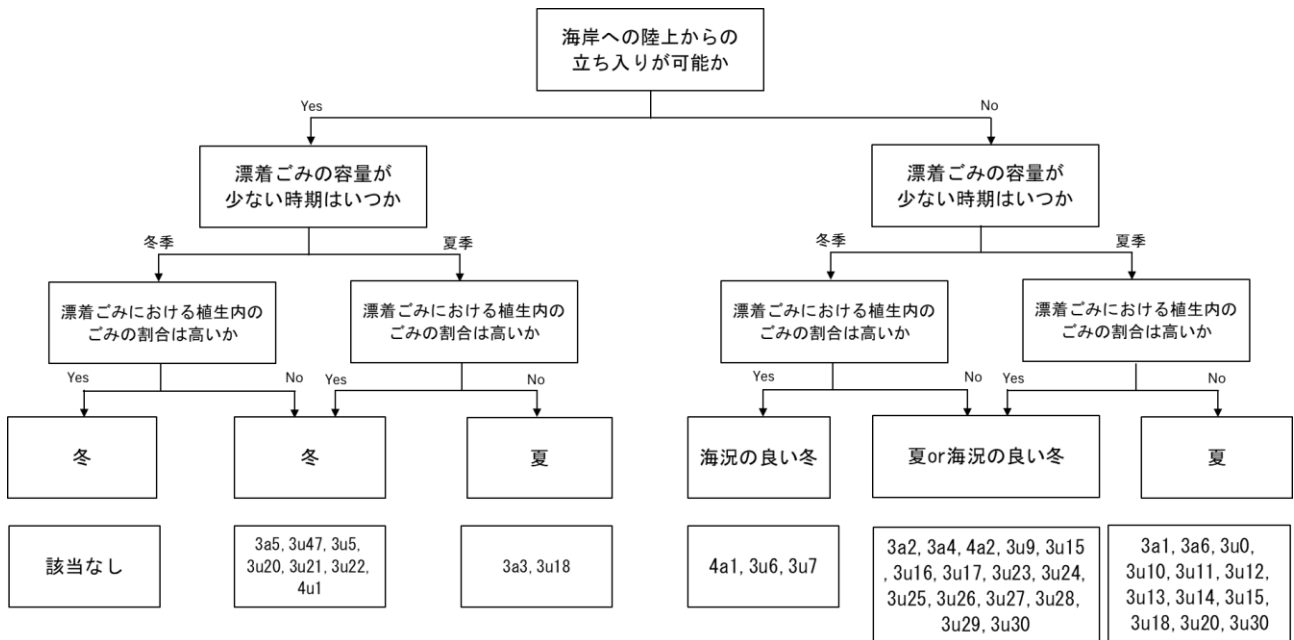 海岸への陸上からの
立ち入りが可能か
Yes
No
漂着ごみの容量が
少ない時期はいつか
漂着ごみの容量が
少ない時期はいつか
冬季
夏季
冬季
夏季
漂着ごみにおける植生内の
ごみの割合は高いか
漂着ごみにおける植生内の
ごみの割合は高いか
漂着ごみにおける植生内の
ごみの割合は高いか
漂着ごみにおける植生内の
ごみの割合は高いか
Yes
No
Yes
No
Yes
No
Yes
No
冬
冬
夏
海況の良い冬
夏or海況の良い冬
夏
該当なし
3a5, 3u47, 3u5,
3u20, 3u21, 3u22,
4u1
3a3, 3u18
4a1, 3u6, 3u7
3a2, 3a4, 4a2, 3u9, 3u15
, 3u16, 3u17, 3u23, 3u24,
3u25, 3u26, 3u27, 3u28,
3u29, 3u30
3a1, 3a6, 3u0,
3u10, 3u11, 3u12,
3u13, 3u14, 3u15,
3u18, 3u20, 3u30